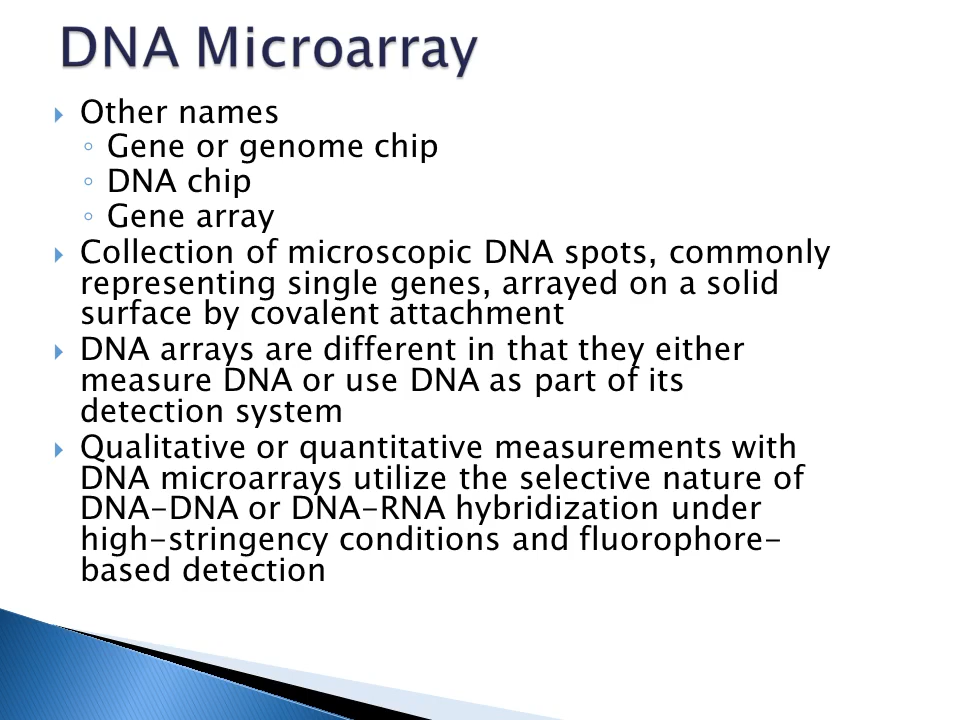 DNA Microarray
Other names
Gene or genome chip
DNA chip
Gene array
Collection of microscopic DNA spots, commonly
representing single genes, arrayed on a solid
surface by covalent attachment
DNA arrays are different in that they either
measure DNA or use DNA as part of its
detection system
Qualitative or quantitative measurements with
DNA microarrays utilize the selective nature of
DNA-DNA or DNA-RNA hybridization under
high-stringency conditions and fluorophore-
based detection